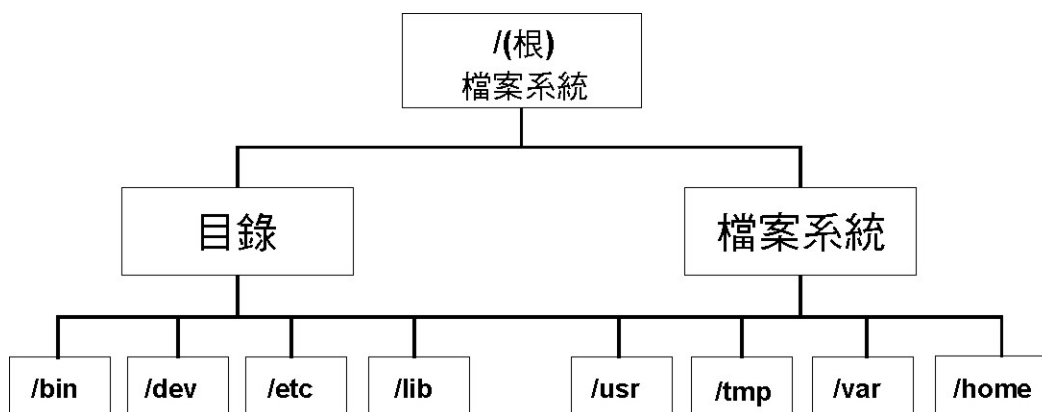 /(根)
檔案系統
目錄
檔案系統
/bin
/dev
/etc
/lib
/usr
/tmp
/var
/home